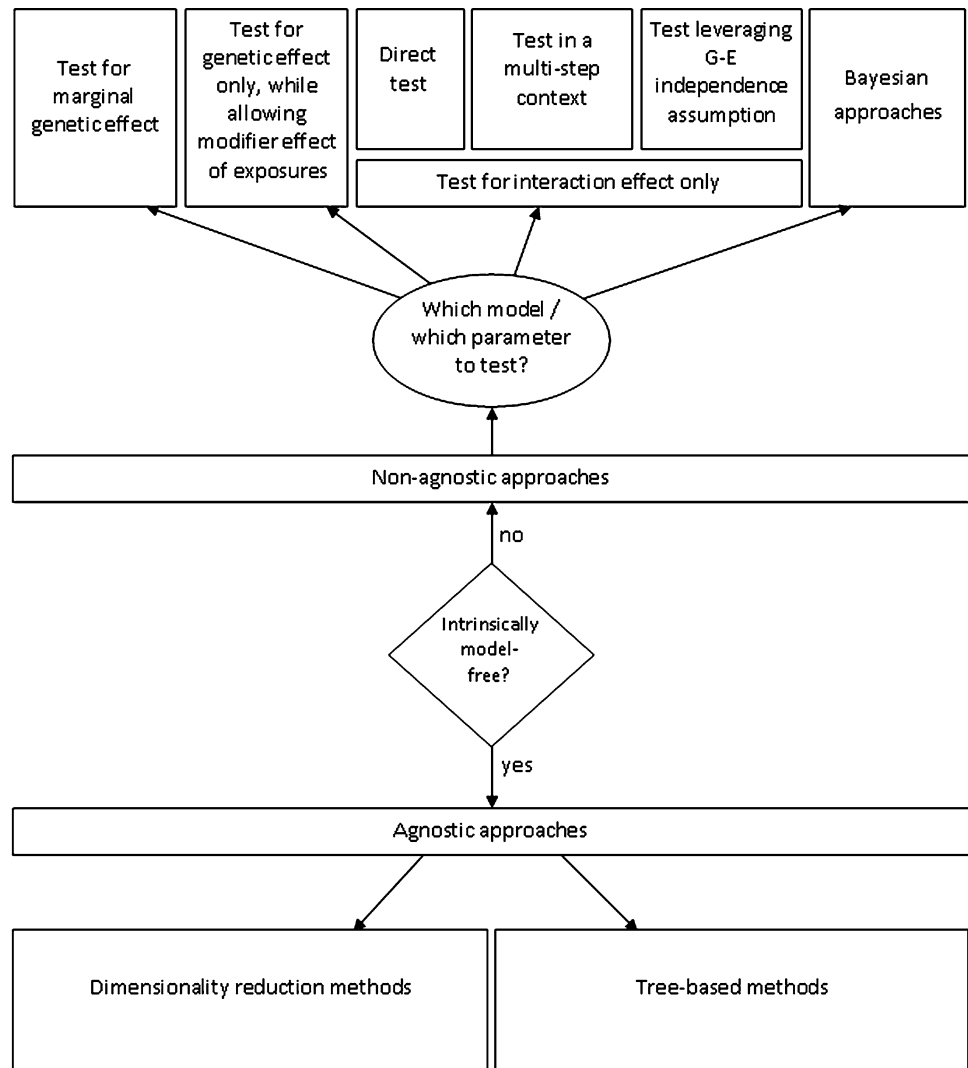 Test for
marginal
genetic effect
Test for
genetic effect
only, while
allowing
modifier effect
of exposures
Direct
test
Test in a
multi-step
context
Test leveraging
G-E
independence
assumption
Bayesian
approaches
Test for interaction effect only
Which model /
which parameter
to test?
Non-agnostic approaches
no
Intrinsically
model-
free?
yes
Agnostic approaches
Dimensionality reduction methods
Tree-based methods